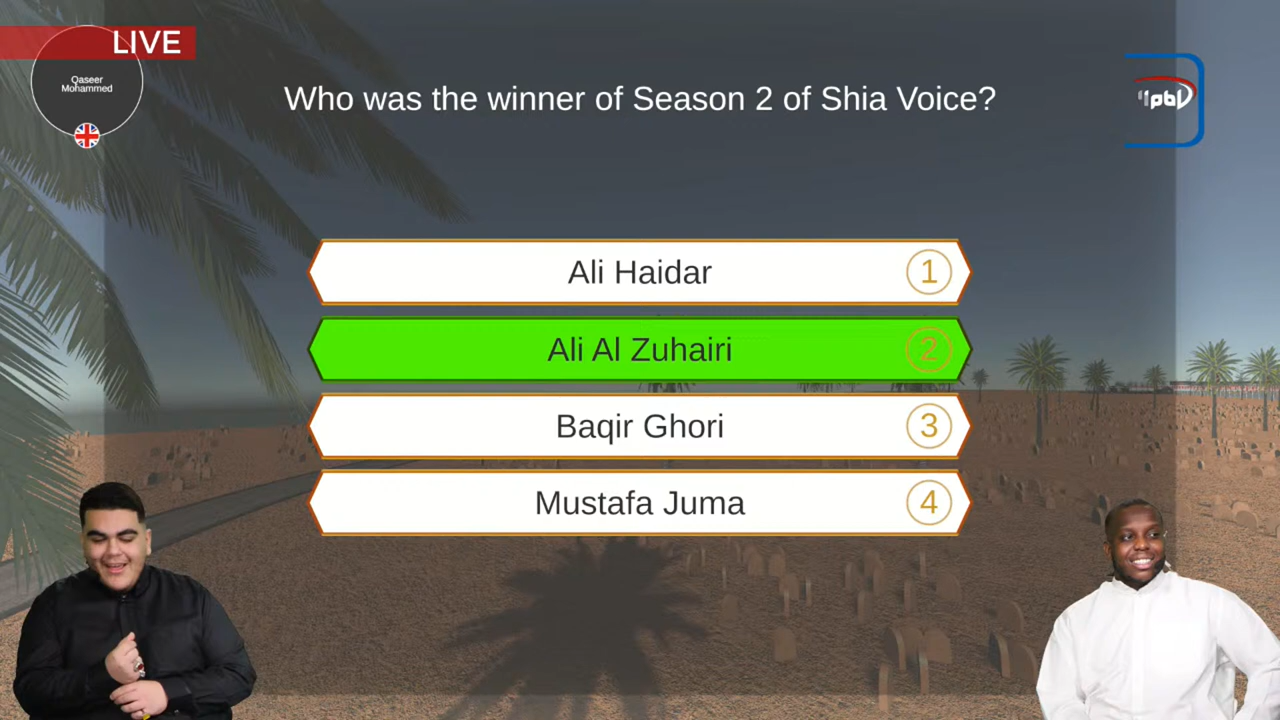 LIVE
Qaseer
Mohammed
Who was the winner of Season 2 of Shia Voice?
Ali Haidar 1
Ali Al Zuhairi 2
Baqir Ghori 3
Mustafa Juma 4